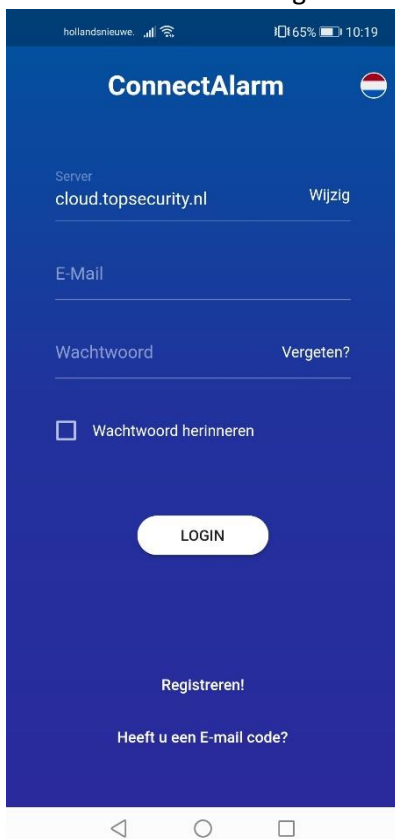 hollandsnieuwe. 65% 10:19
ConnectAlarm
Server
cloud.topsecurity.nl Wijzig
E-Mail
Wachtwoord Vergeten?
Wachtwoord herinneren
LOGIN
Registreren!
Heeft u een E-mail code?